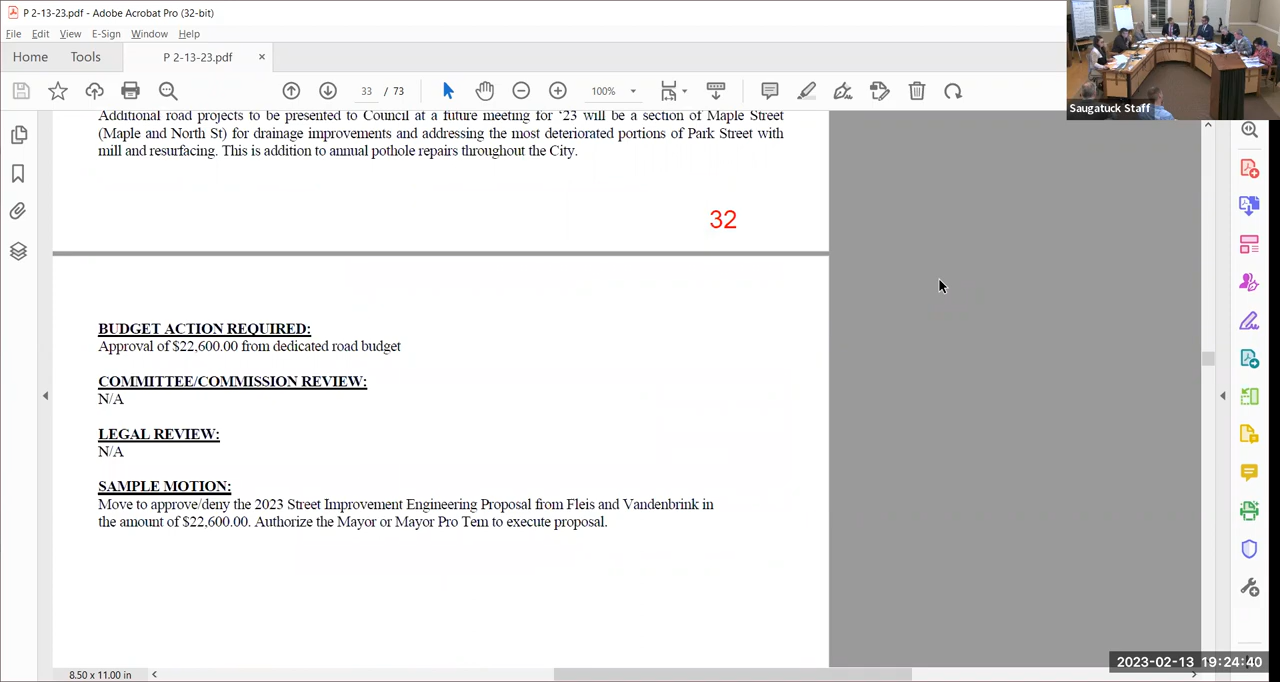 P 2-13-23.pdf - Adobe Acrobat Pro (32-bit)
File Edit View E-Sign Window Help
Home Tools P 2-13-23.pdf ×
33 / 73 100%
Saugatuck Staff
Additional road projects to be presented to Council at a future meeting for ‘23 will be a section of Maple Street
(Maple and North St) for drainage improvements and addressing the most deteriorated portions of Park Street with
mill and resurfacing. This is addition to annual pothole repairs throughout the City.
32
BUDGET ACTION REQUIRED:
Approval of $22,600.00 from dedicated road budget
COMMITTEE/COMMISSION REVIEW:
N/A
LEGAL REVIEW:
N/A
SAMPLE MOTION:
Move to approve/deny the 2023 Street Improvement Engineering Proposal from Fleis and Vandenbrink in
the amount of $22,600.00. Authorize the Mayor or Mayor Pro Tem to execute proposal.
2023-02-13 19:24:40
8.50 x 11.00 in